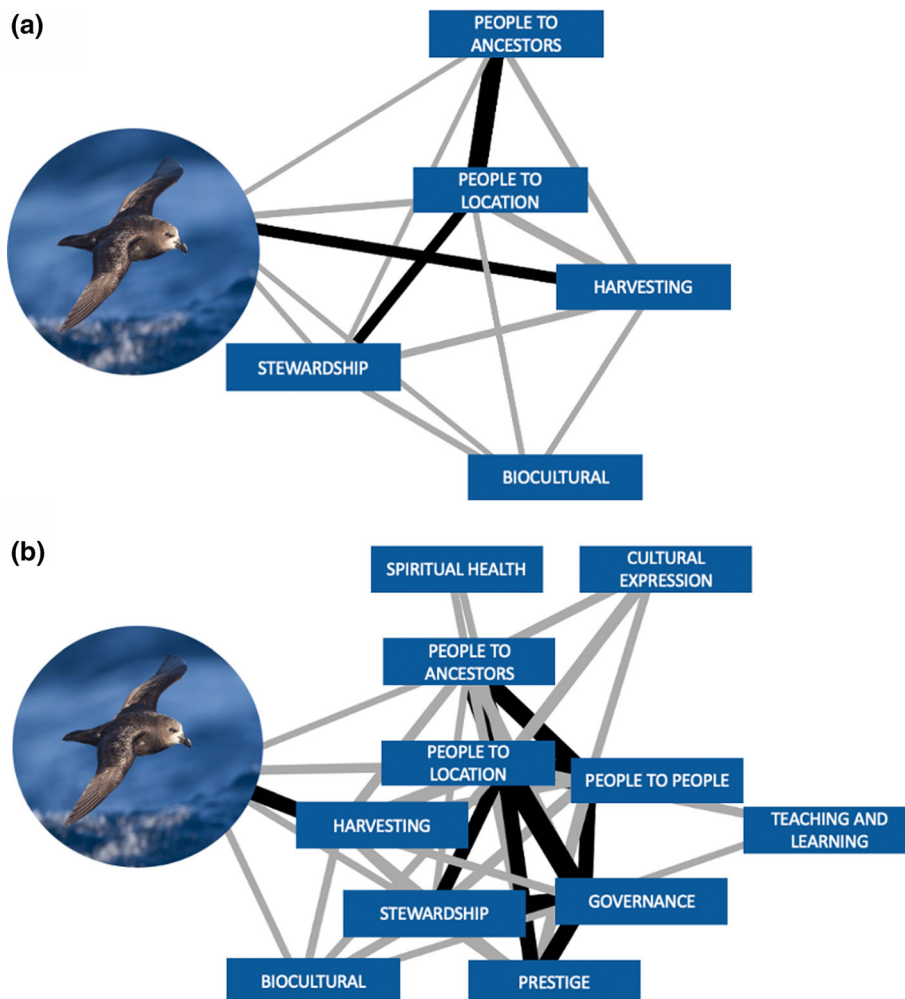 (a)
PEOPLE TO
ANCESTORS
PEOPLE TO
LOCATION
HARVESTING
STEWARDSHIP
BIOCULTURAL
(b)
SPIRITUAL HEALTH
CULTURAL
EXPRESSION
PEOPLE TO
ANCESTORS
PEOPLE TO
LOCATION
PEOPLE TO PEOPLE
HARVESTING
TEACHING AND
LEARNING
STEWARDSHIP
GOVERNANCE
BIOCULTURAL
PRESTIGE